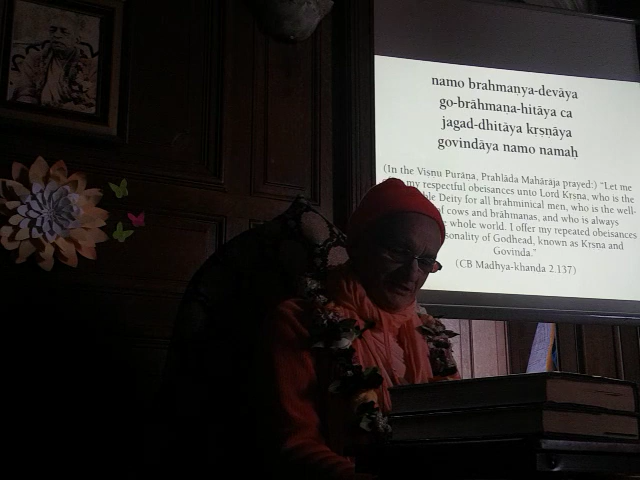 namo brahmaṇya-devāya
go-brāhmaṇa-hitāya ca
jagad-dhitāya kṛṣṇāya
govindāya namo namaḥ
(In the Viṣṇu Purāṇa, Prahlāda Mahārāja prayed:) “Let me
my respectful obeisances unto Lord Kṛṣṇa, who is the
Deity for all brahminical men, who is the well-
of cows and brāhmaṇas, and who is always
whole world. I offer my repeated obeisances
of Godhead, known as Kṛṣṇa and
Govinda.”
(CB Madhya-khanda 2.137)